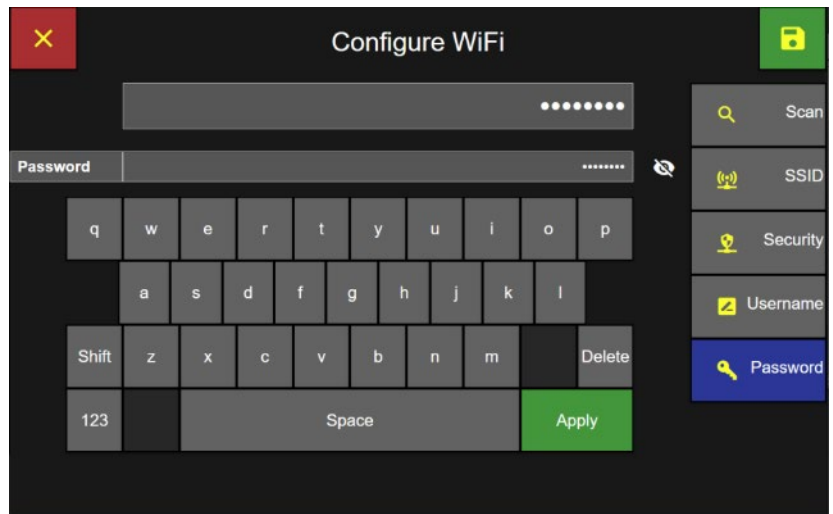 Configure WiFi
••••••••
Scan
Password ••••••••
SSID
q w e r t y u i o p
Security
a s d f g h j k l
Username
Shift z x c v b n m Delete
Password
123 Space Apply